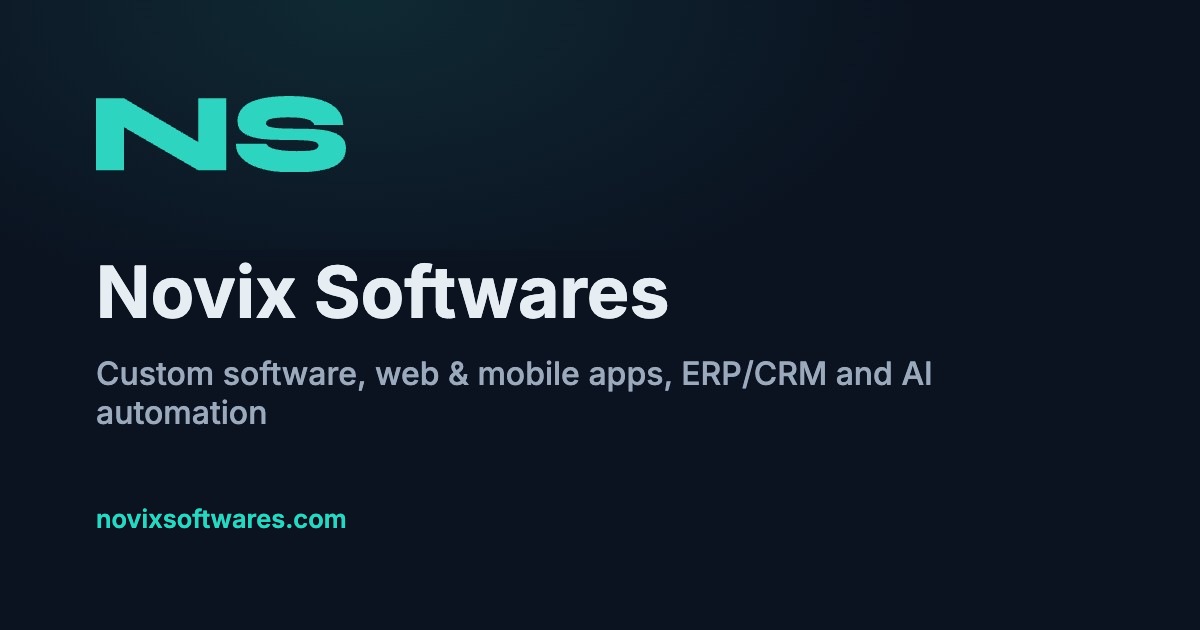 NS
Novix Softwares
Custom software, web & mobile apps, ERP/CRM and AI
automation
novixsoftwares.com